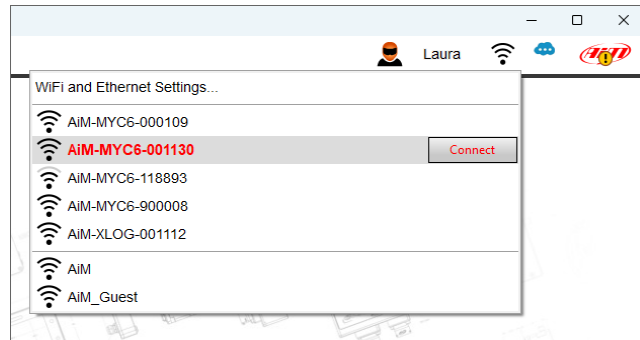 Laura
AiM
WiFi and Ethernet Settings...
AiM-MYC6-000109
AiM-MYC6-001130
Connect
AiM-MYC6-118893
AiM-MYC6-900008
AiM-XLOG-001112
AiM
AiM_Guest